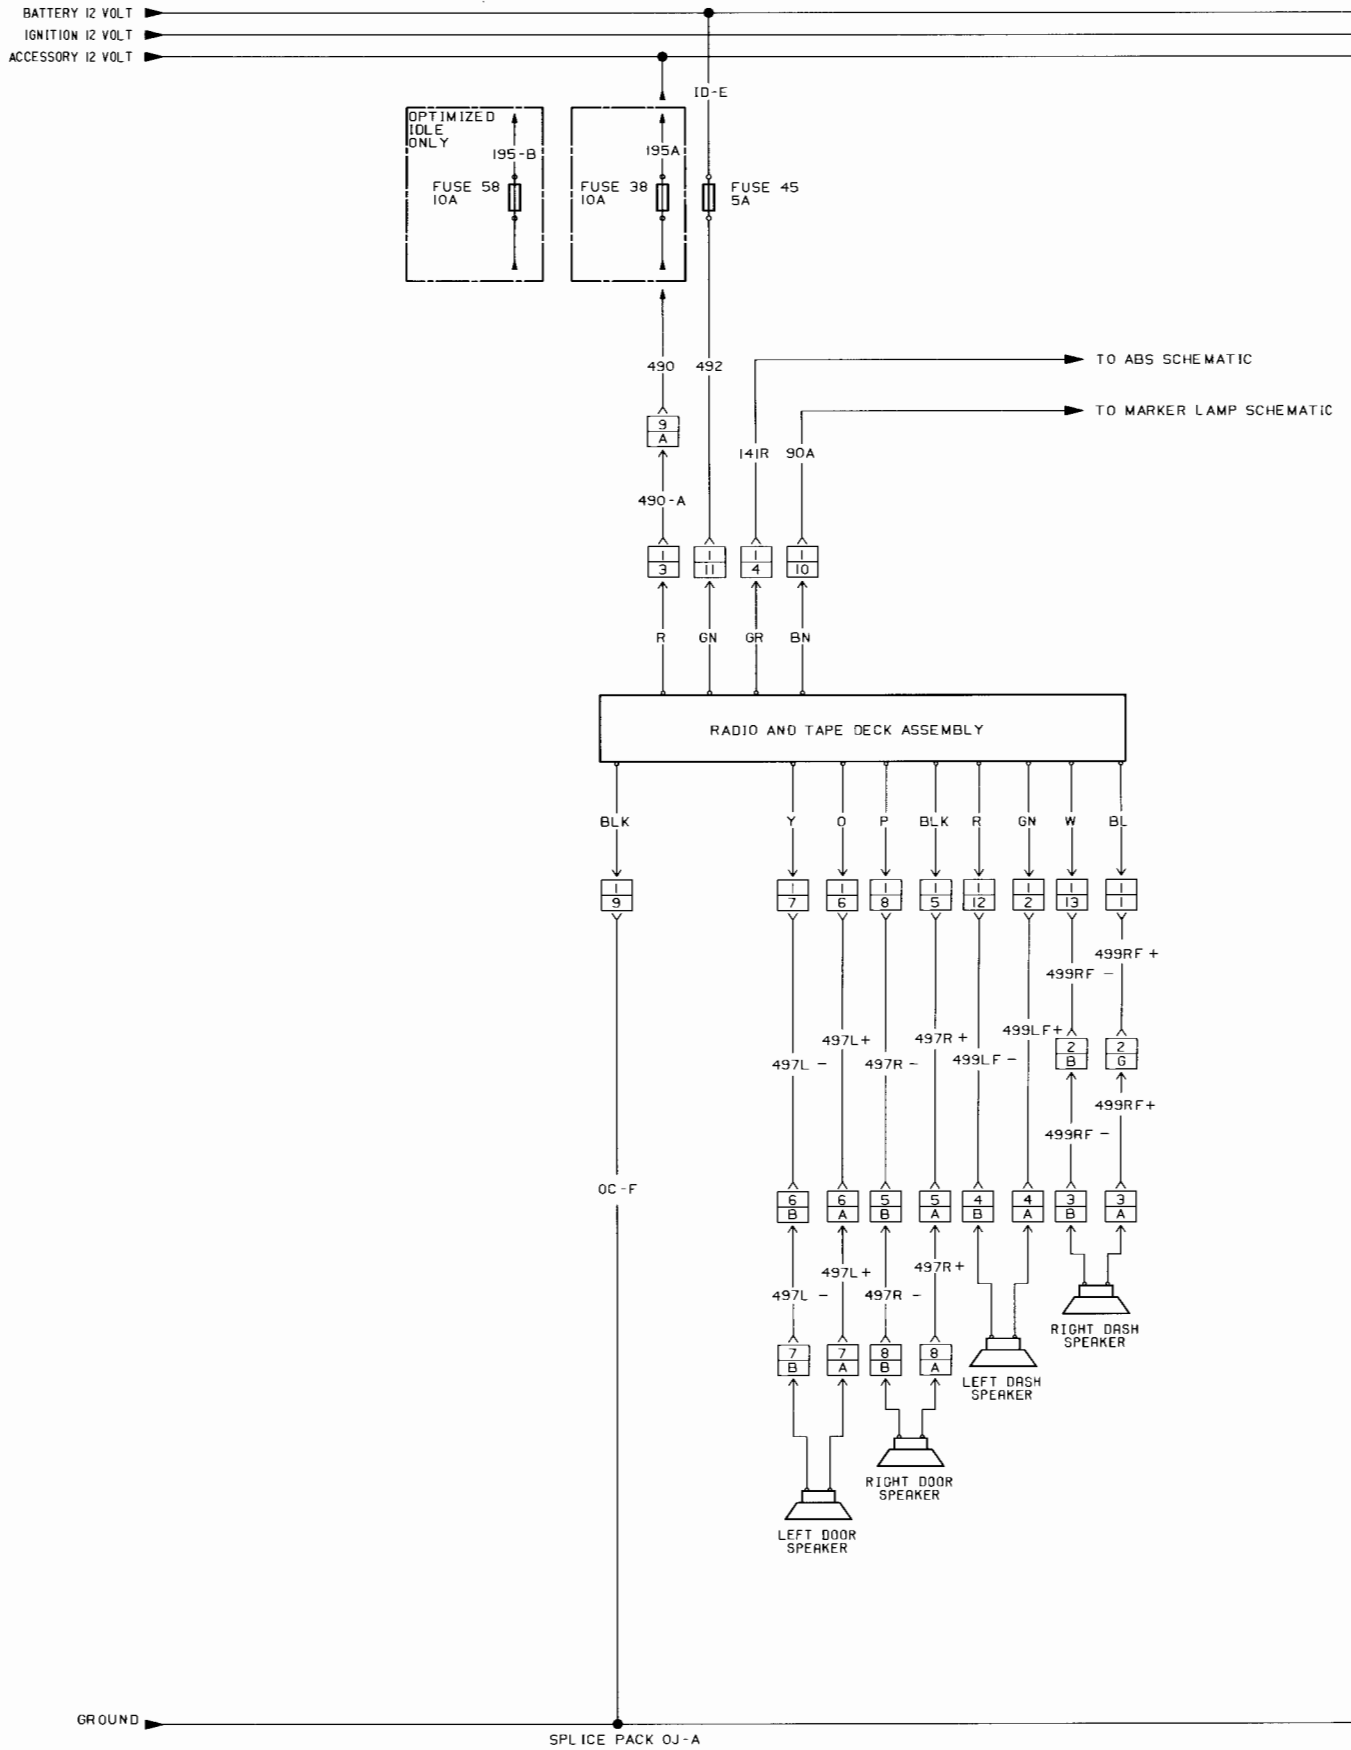 BATTERY 12 VOLT
IGNITION 12 VOLT
ACCESSORY 12 VOLT
1D-E
OPTIMIZED
IDLE
ONLY
195-B
FUSE 58
10A
195A
FUSE 38
10A
FUSE 45
5A
490
492
TO ABS SCHEMATIC
TO MARKER LAMP SCHEMATIC
9
A
141R
90A
490-A
1
3
1
11
1
4
1
10
R
GN
GR
BN
RADIO AND TAPE DECK ASSEMBLY
BLK
Y
O
P
BLK
R
GN
W
BL
1
9
1
7
1
6
1
8
1
5
1
12
1
2
1
13
1
1
499RF +
499RF -
497L+
497R +
499LF+
497L -
497R -
499LF -
2
B
2
G
499RF+
499RF -
0C-F
6
B
6
A
5
B
5
A
4
B
4
A
3
B
3
A
497L+
497R+
497L -
497R -
RIGHT DASH
SPEAKER
7
B
7
A
8
B
8
A
LEFT DASH
SPEAKER
RIGHT DOOR
SPEAKER
LEFT DOOR
SPEAKER
GROUND
SPLICE PACK 0J-A